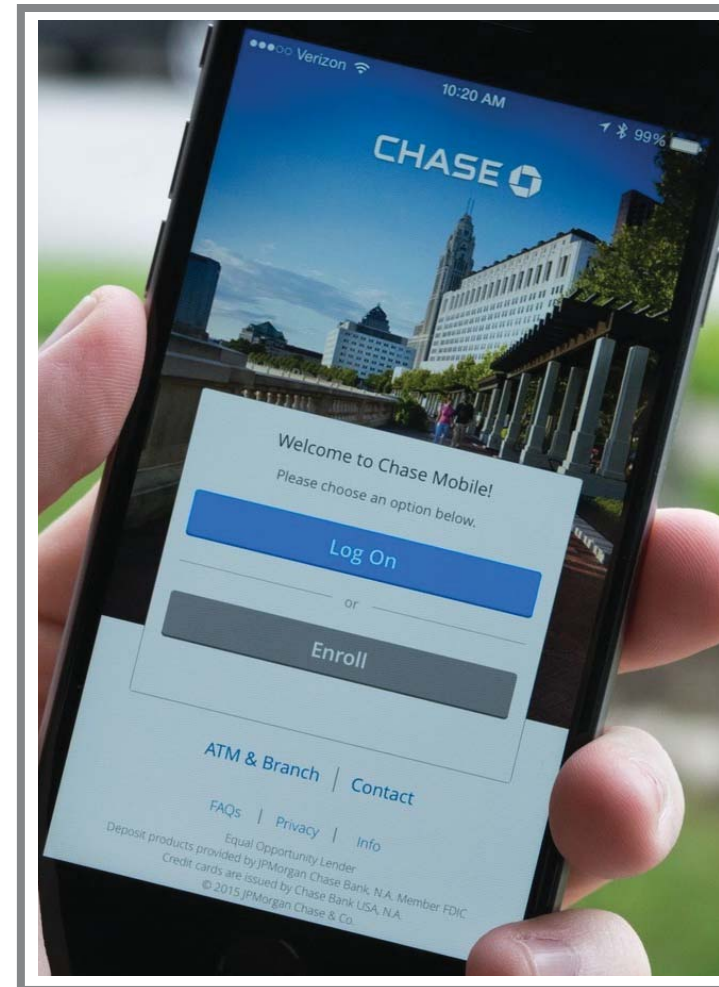 ●●●○○ Verizon
10:20 AM
99%
CHASE
Welcome to Chase Mobile!
Please choose an option below.
Log On
or
Enroll
ATM & Branch | Contact
FAQs | Privacy | Info
Equal Opportunity Lender
Deposit products provided by JPMorgan Chase Bank, N.A. Member FDIC
Credit cards are issued by Chase Bank USA, N.A.
© 2015 JPMorgan Chase & Co.